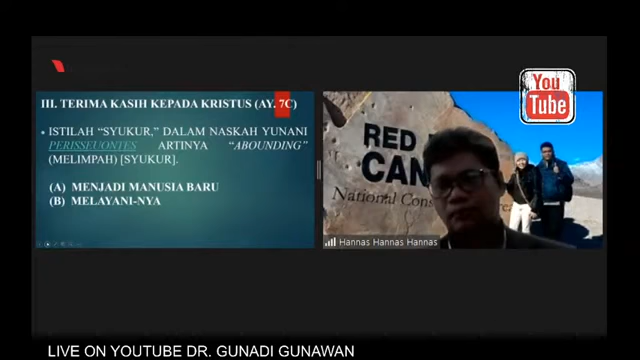 III. TERIMA KASIH KEPADA KRISTUS (AY. 7C)
• ISTILAH “SYUKUR,” DALAM NASKAH YUNANI
PERISSEUONTES ARTINYA “ABOUNDING”
(MELIMPAH) [SYUKUR].
(A) MENJADI MANUSIA BARU
(B) MELAYANI-NYA
You
Tube
RED
CAN
National Cons
Hannas Hannas Hannas
LIVE ON YOUTUBE DR. GUNADI GUNAWAN